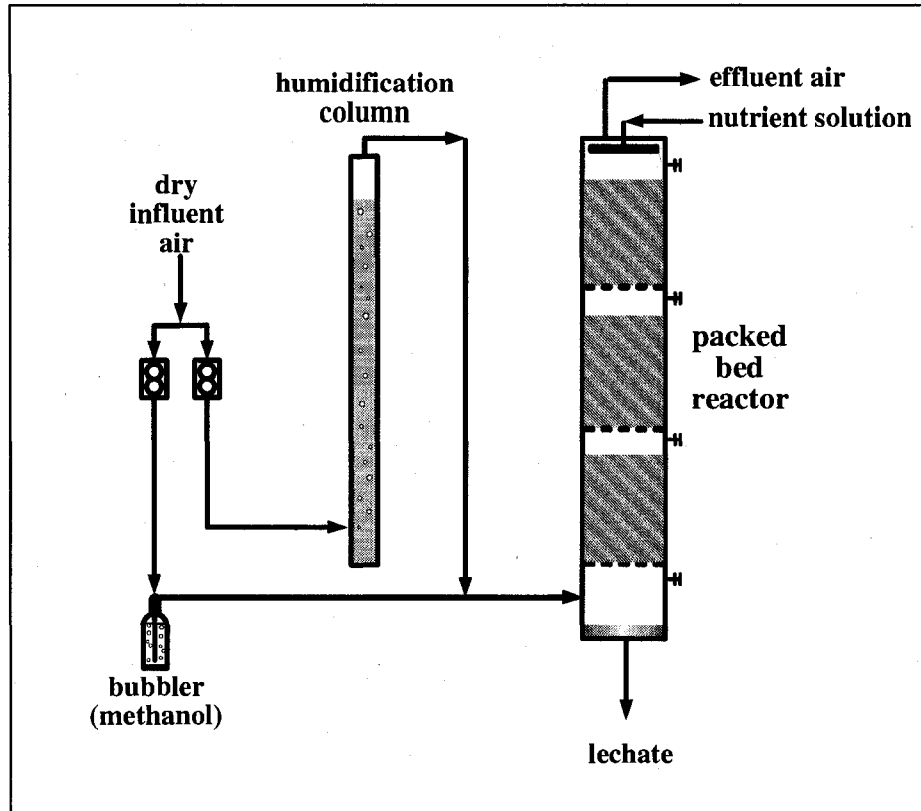 effluent air
humidification
column
nutrient solution
dry
influent
air
packed
bed
reactor
bubbler
(methanol)
lechate